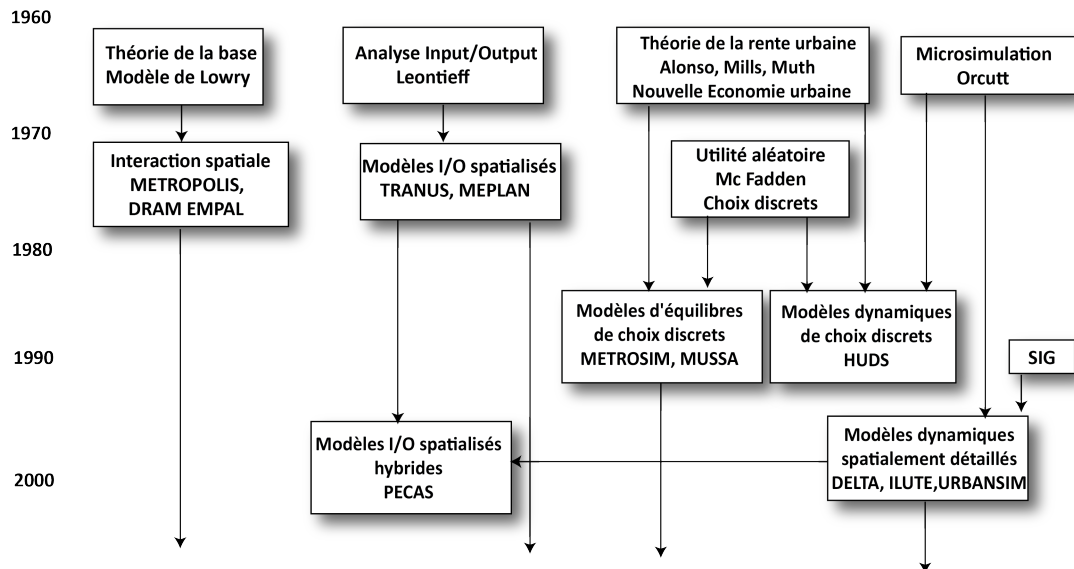 1960
Théorie de la base
Modèle de Lowry
Analyse Input/Output
Leontieff
Théorie de la rente urbaine
Alonso, Mills, Muth
Nouvelle Economie urbaine
Microsimulation
Orcutt
1970
Interaction spatiale
METROPOLIS,
DRAM EMPAL
Modèles I/O spatialisés
TRANUS, MEPLAN
Utilité aléatoire
Mc Fadden
Choix discrets
1980
Modèles d'équilibres
de choix discrets
METROSIM, MUSSA
Modèles dynamiques
de choix discrets
HUDS
1990
SIG
Modèles I/O spatialisés
hybrides
PECAS
Modèles dynamiques
spatialement détaillés
DELTA, ILUTE,URBANSIM
2000